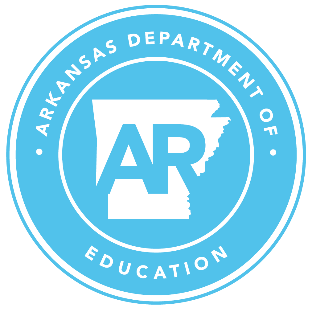 ARKANSAS DEPARTMENT OF
AR
EDUCATION